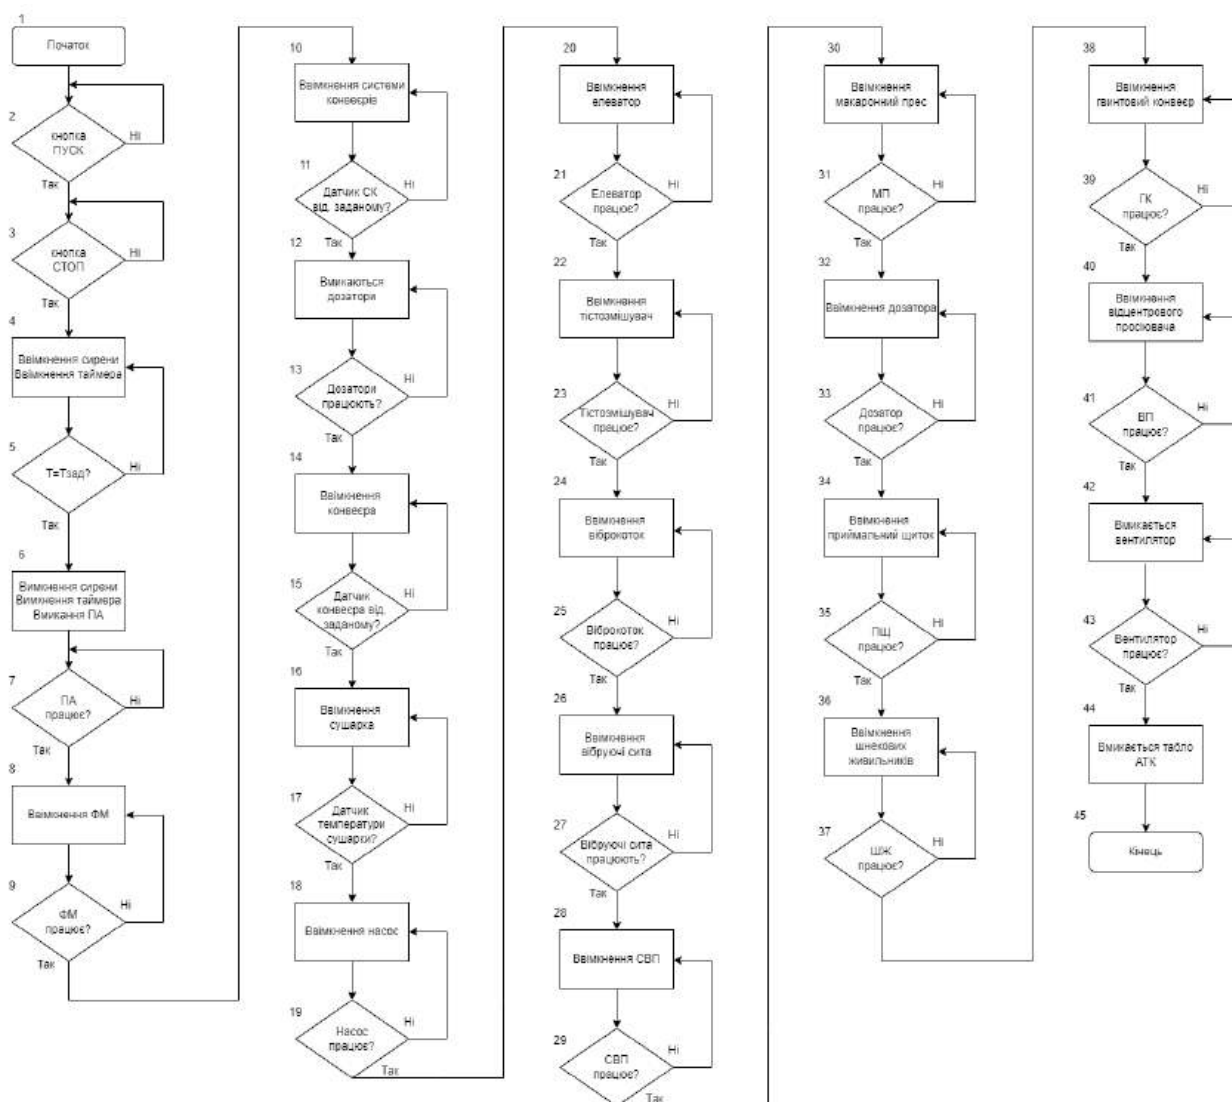 1
Початок
2
кнопка
ПУСК
Ні
Так
3
кнопка
СТОП
Ні
Так
4
Ввімкнення сирени
Ввімкнення таймера
5
T=Tзад?
Ні
Так
6
Вимкнення сирени
Вимкнення таймера
Вмикання ПА
7
ПА
працює?
Ні
Так
8
Ввімкнення ФМ
9
ФМ
працює?
Ні
Так
10
Ввімкнення системи
конвеєрів
11
Датчик СК
від. заданому?
Ні
Так
12
Вмикаються
дозатори
13
Дозатори
працюють?
Ні
Так
14
Ввімкнення
конвеєра
15
Датчик
конвеєра від.
заданому?
Ні
Так
16
Ввімкнення
сушарка
17
Датчик
температури
сушарки?
Ні
Так
18
Ввімкнення насос
19
Насос
працює?
Ні
Так
20
Ввімкнення
елеватор
21
Елеватор
працює?
Ні
Так
22
Ввімкнення
тістозмішувач
23
Тістозмішувач
працює?
Ні
Так
24
Ввімкнення
віброкоток
25
Віброкоток
працює?
Ні
Так
26
Ввімкнення
вібруючі сита
27
Вібруючі сита
працюють?
Ні
Так
28
Ввімкнення СВП
29
СВП
працює?
Ні
Так
30
Ввімкнення
макаронний прес
31
МП
працює?
Ні
Так
32
Ввімкнення дозатора
33
Дозатор
працює?
Ні
Так
34
Ввімкнення
приймальний щиток
35
ПЩ
працює?
Ні
Так
36
Ввімкнення
шнекових
живильників
37
ШЖ
працює?
Ні
38
Ввімкнення
гвинтовий конвеєр
39
ГК
працює?
Ні
Так
40
Ввімкнення
відцентрового
просіювача
41
ВП
працює?
Ні
Так
42
Вмикається
вентилятор
43
Вентилятор
працює?
Ні
Так
44
Вмикається табло
АТК
45
Кінець